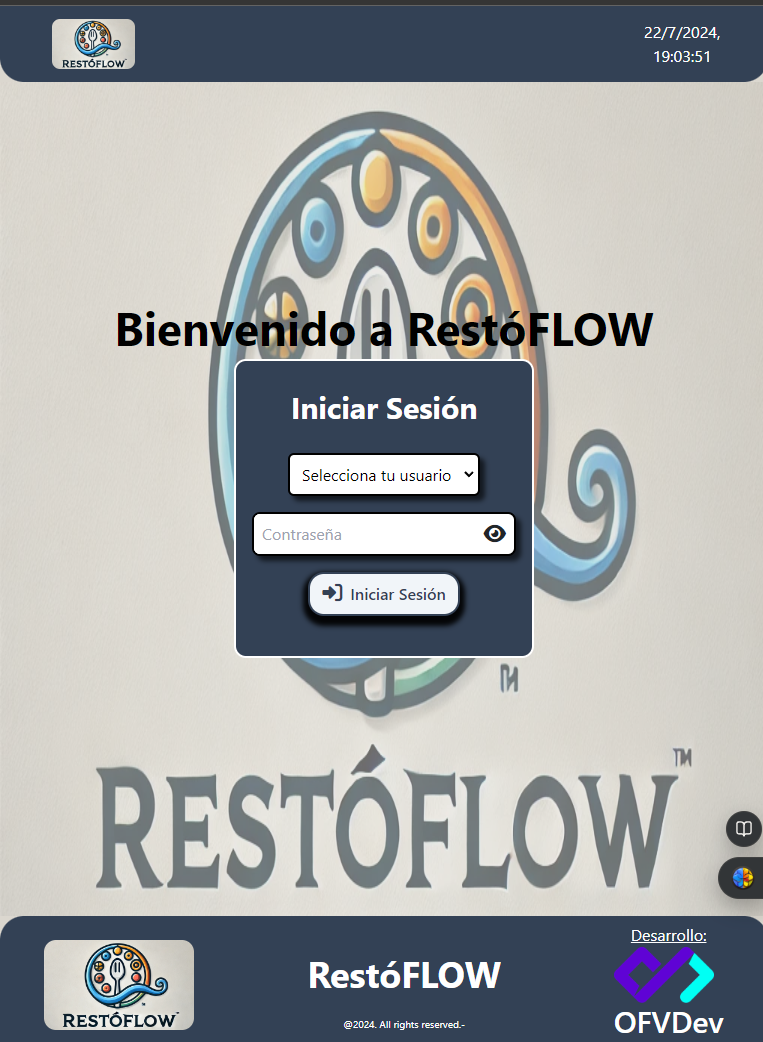 RESTÓFLOW™
22/7/2024,
19:03:51
Bienvenido a RestóFLOW
Iniciar Sesión
Selecciona tu usuario
Contraseña
Iniciar Sesión
RESTÓFLOW
TM
RESTÓFLOW
RestóFLOW
@2024. All rights reserved.-
Desarrollo:
OFVDev